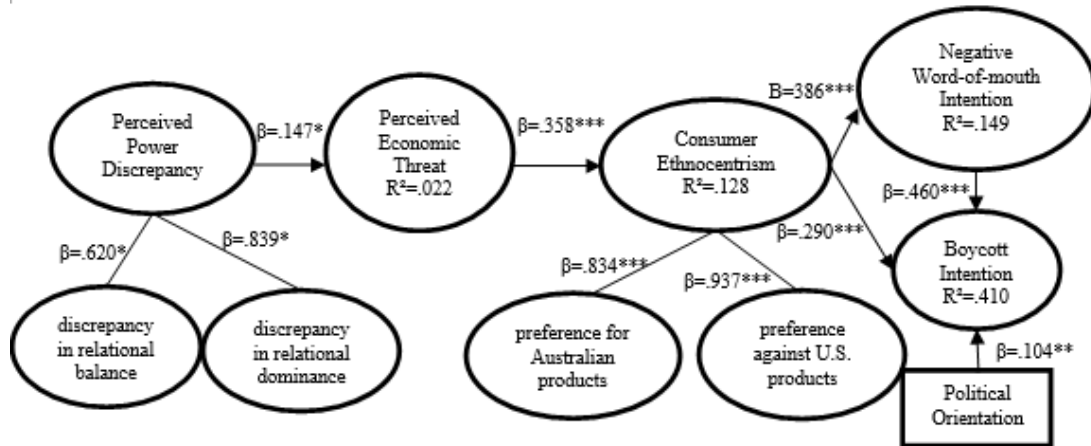 Perceived
Power
Discrepancy
β=.147*
Perceived
Economic
Threat
R²=.022
β=.358***
Consumer
Ethnocentrism
R²=.128
B=386***
Negative
Word-of-mouth
Intention
R²=.149
β=.460***
β=.290***
Boycott
Intention
R²=.410
β=.104**
Political
Orientation
β=.620*
β=.839*
discrepancy
in relational
balance
discrepancy
in relational
dominance
β=.834***
β=.937***
preference for
Australian
products
preference
against U.S.
products